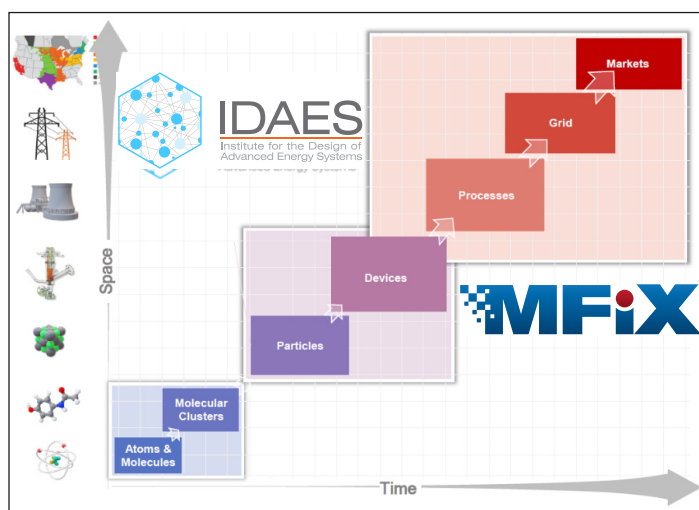 Markets
IDAES
Institute for the Design of
Advanced Energy Systems
Grid
Processes
Space
Devices
MFiX
Particles
Molecular
Clusters
Atoms &
Molecules
Time